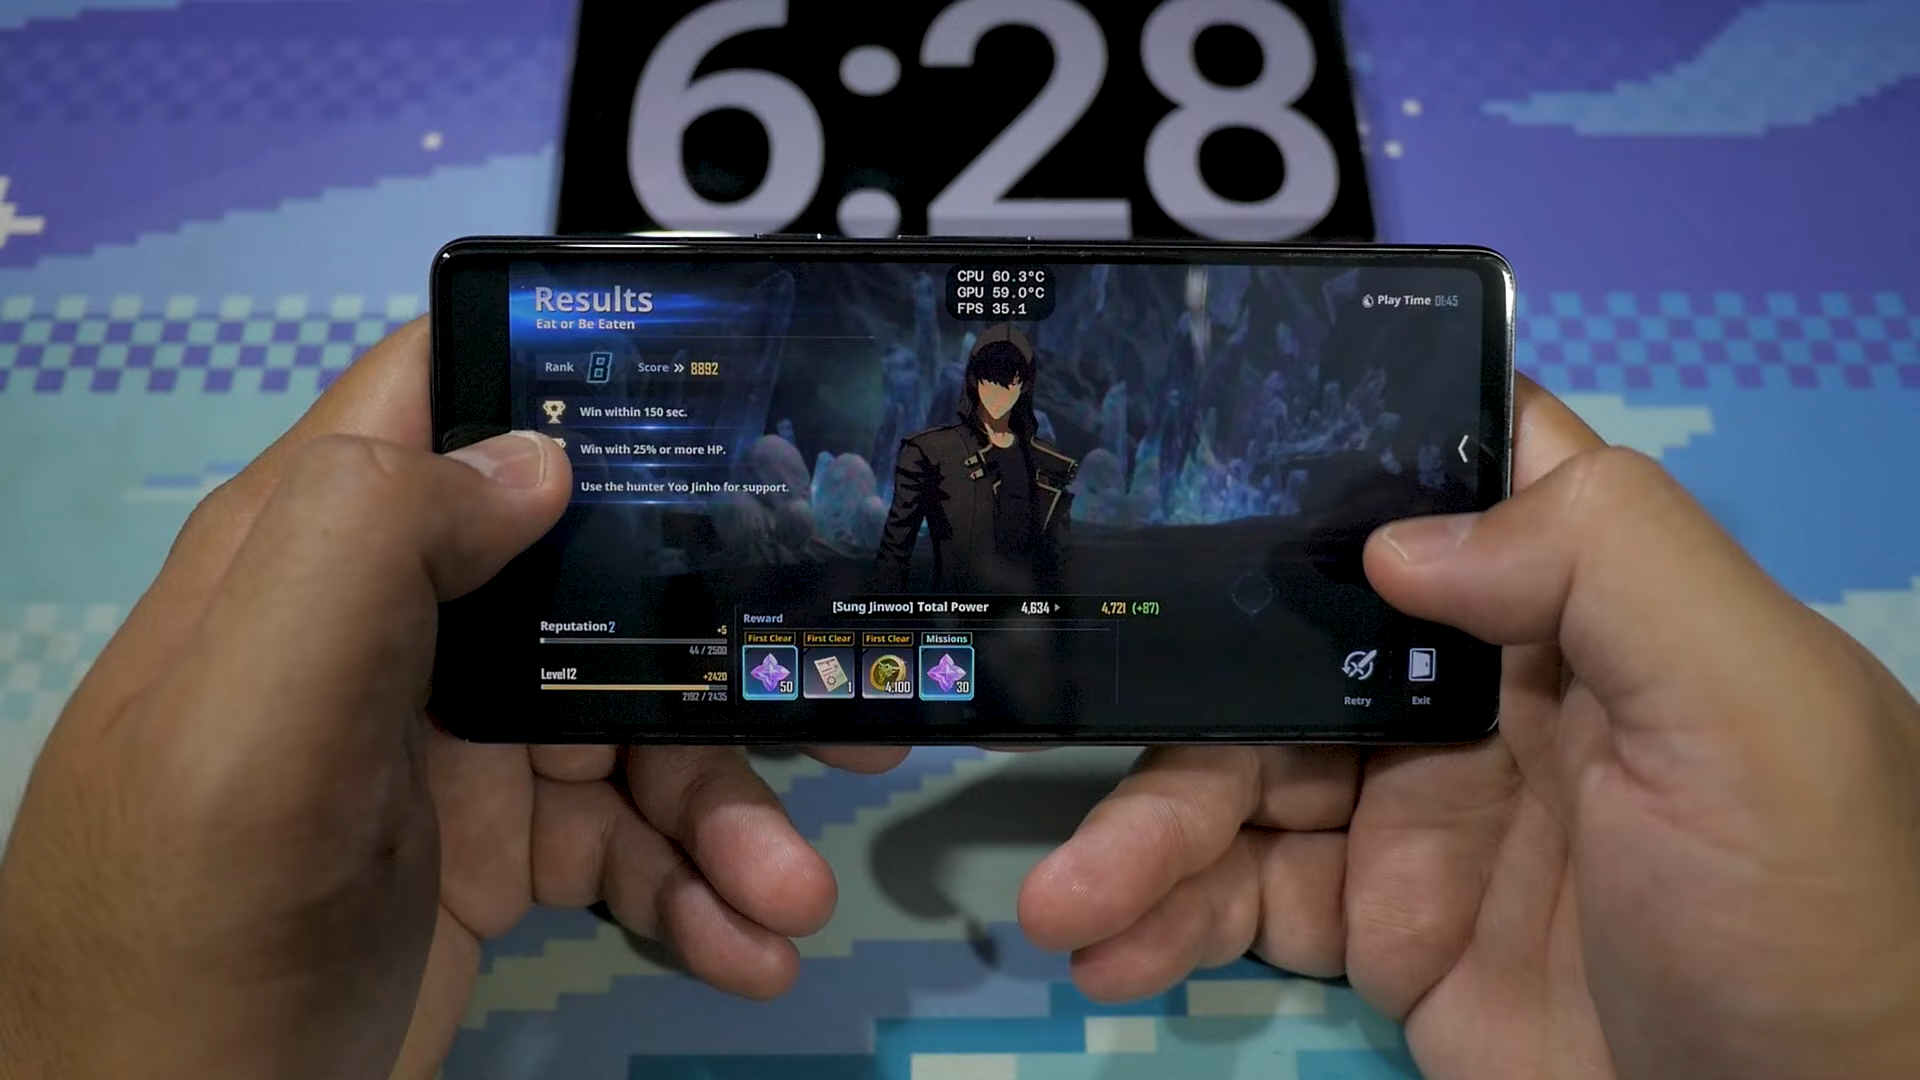 6:28
CPU 60.3°C
GPU 59.0°C
FPS 35.1
Results
Eat or Be Eaten
Play Time 01:45
Rank B Score » 8892
Win within 150 sec.
Win with 25% or more HP.
Use the hunter Yoo Jinho for support.
[Sung Jinwoo] Total Power 4,634 4,721 (+87)
Reputation 2 +5
44 / 2500
Level 12 +2420
2192 / 2435
Reward
First Clear First Clear First Clear Missions
50 1 4,100 30
Retry Exit